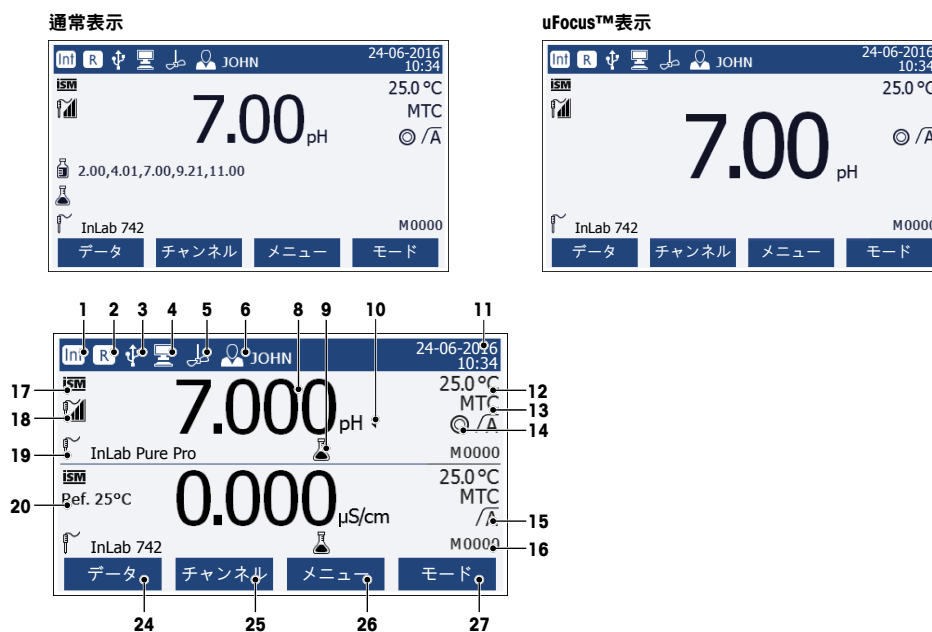 通常表示
uFocus™表示
Int R JOHN 24-06-2016
10:34
iSM 25.0 °C
MTC
7.00 pH
A
2.00,4.01,7.00,9.21,11.00
InLab 742 M0000
データ チャンネル メニュー モード
Int R JOHN 24-06-2016
10:34
iSM 25.0 °C
7.00 pH
A
InLab 742 M0000
データ チャンネル メニュー モード
1 2 3 4 5 6 8 9 10 11
Int R JOHN 24-06-2016
10:34
17 iSM 25.0 °C 12
7.000 pH MTC 13
18 A 14
19 InLab Pure Pro M0000
iSM 25.0 °C
20 Ref. 25°C 0.000 µS/cm MTC
A 15
InLab 742 M0000 16
データ チャンネル メニュー モード
24 25 26 27